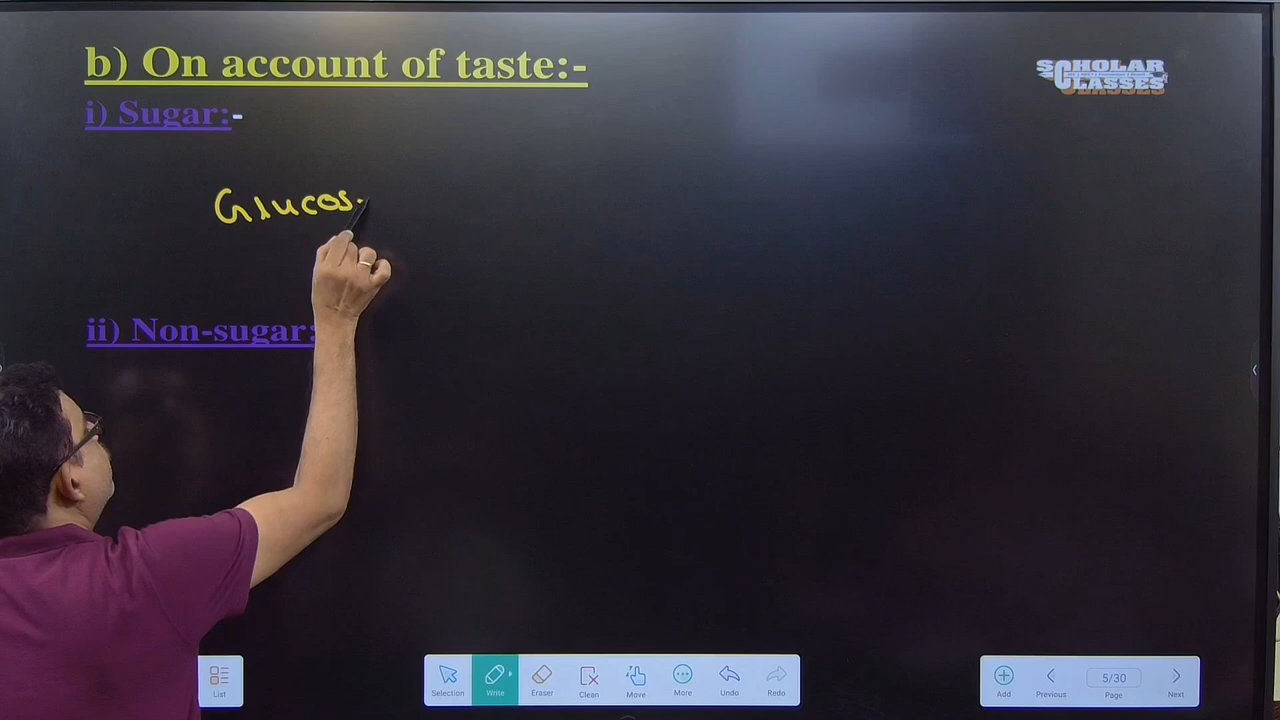 b) On account of taste:-
SCHOLAR
CLASSES
i) Sugar:-
Glucos
ii) Non-sugar:
List
Selection
Write
Eraser
Clean
Move
More
Undo
Redo
Add
Previous
5/30
Page
Next